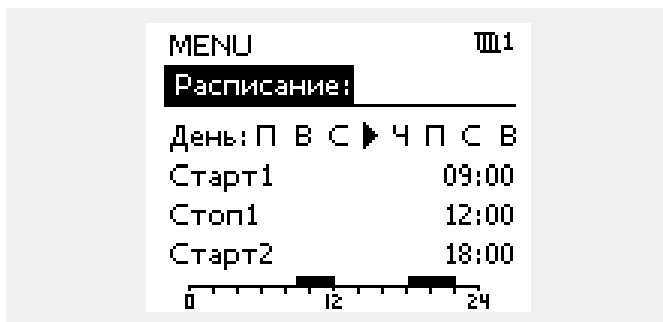 MENU 1
Расписание:
День: П В С ▶ Ч П С В
Старт1 09:00
Стоп1 12:00
Старт2 18:00
0 12 24